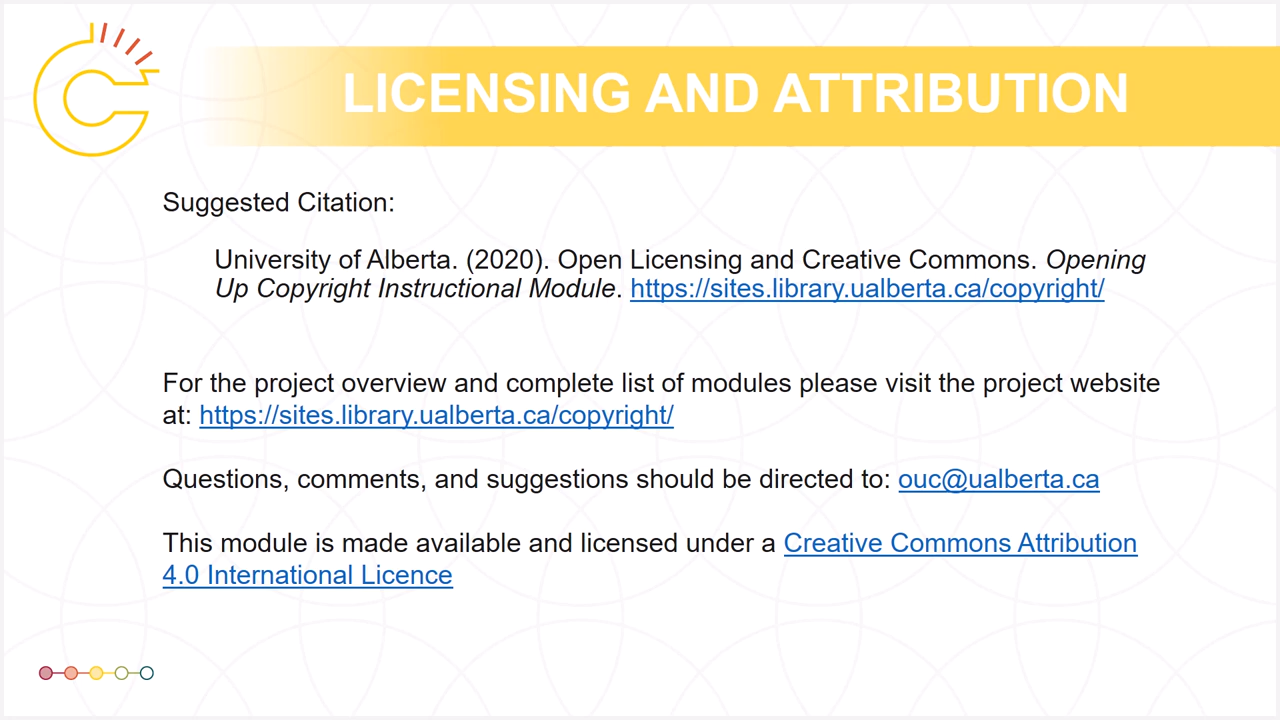 LICENSING AND ATTRIBUTION
Suggested Citation:
University of Alberta. (2020). Open Licensing and Creative Commons. Opening
Up Copyright Instructional Module. https://sites.library.ualberta.ca/copyright/
For the project overview and complete list of modules please visit the project website
at: https://sites.library.ualberta.ca/copyright/
Questions, comments, and suggestions should be directed to: ouc@ualberta.ca
This module is made available and licensed under a Creative Commons Attribution
4.0 International Licence